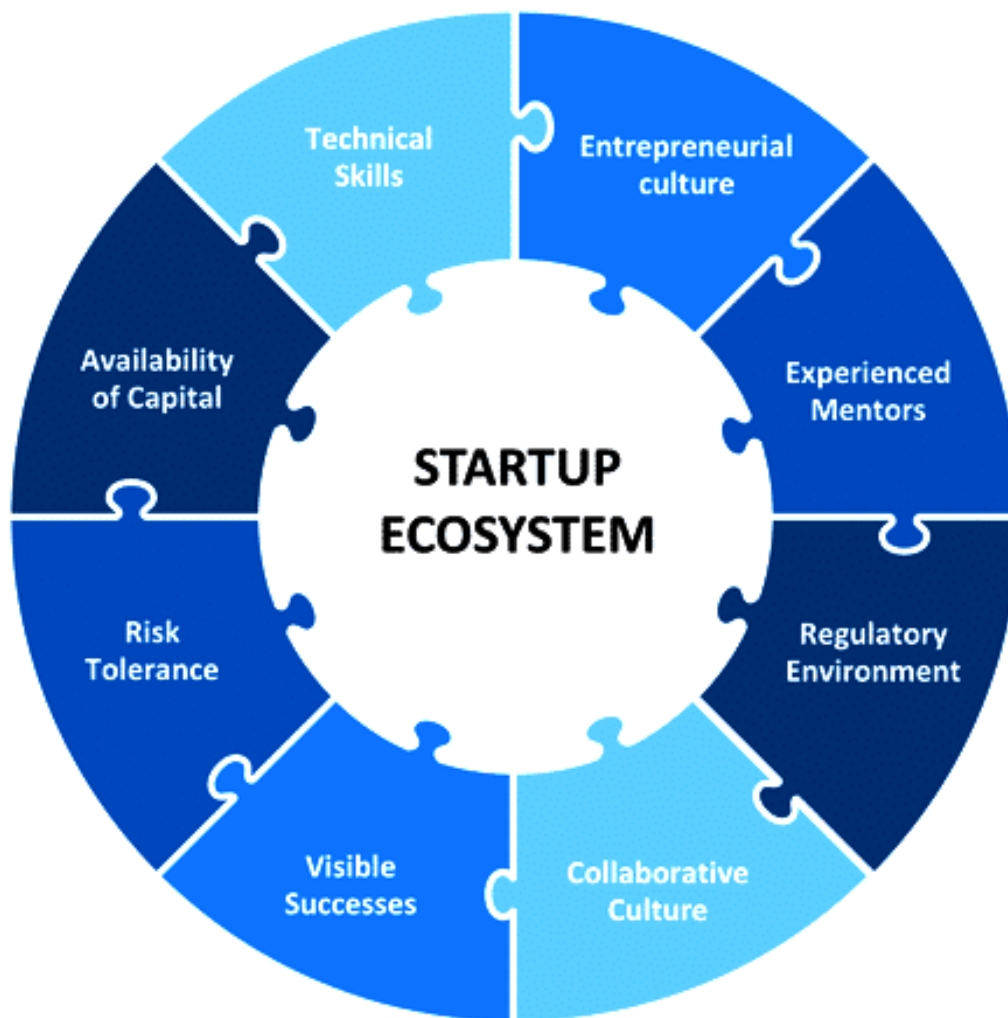 Technical
Skills
Entrepreneurial
culture
Availability
of Capital
Experienced
Mentors
STARTUP
ECOSYSTEM
Risk
Tolerance
Regulatory
Environment
Visible
Successes
Collaborative
Culture